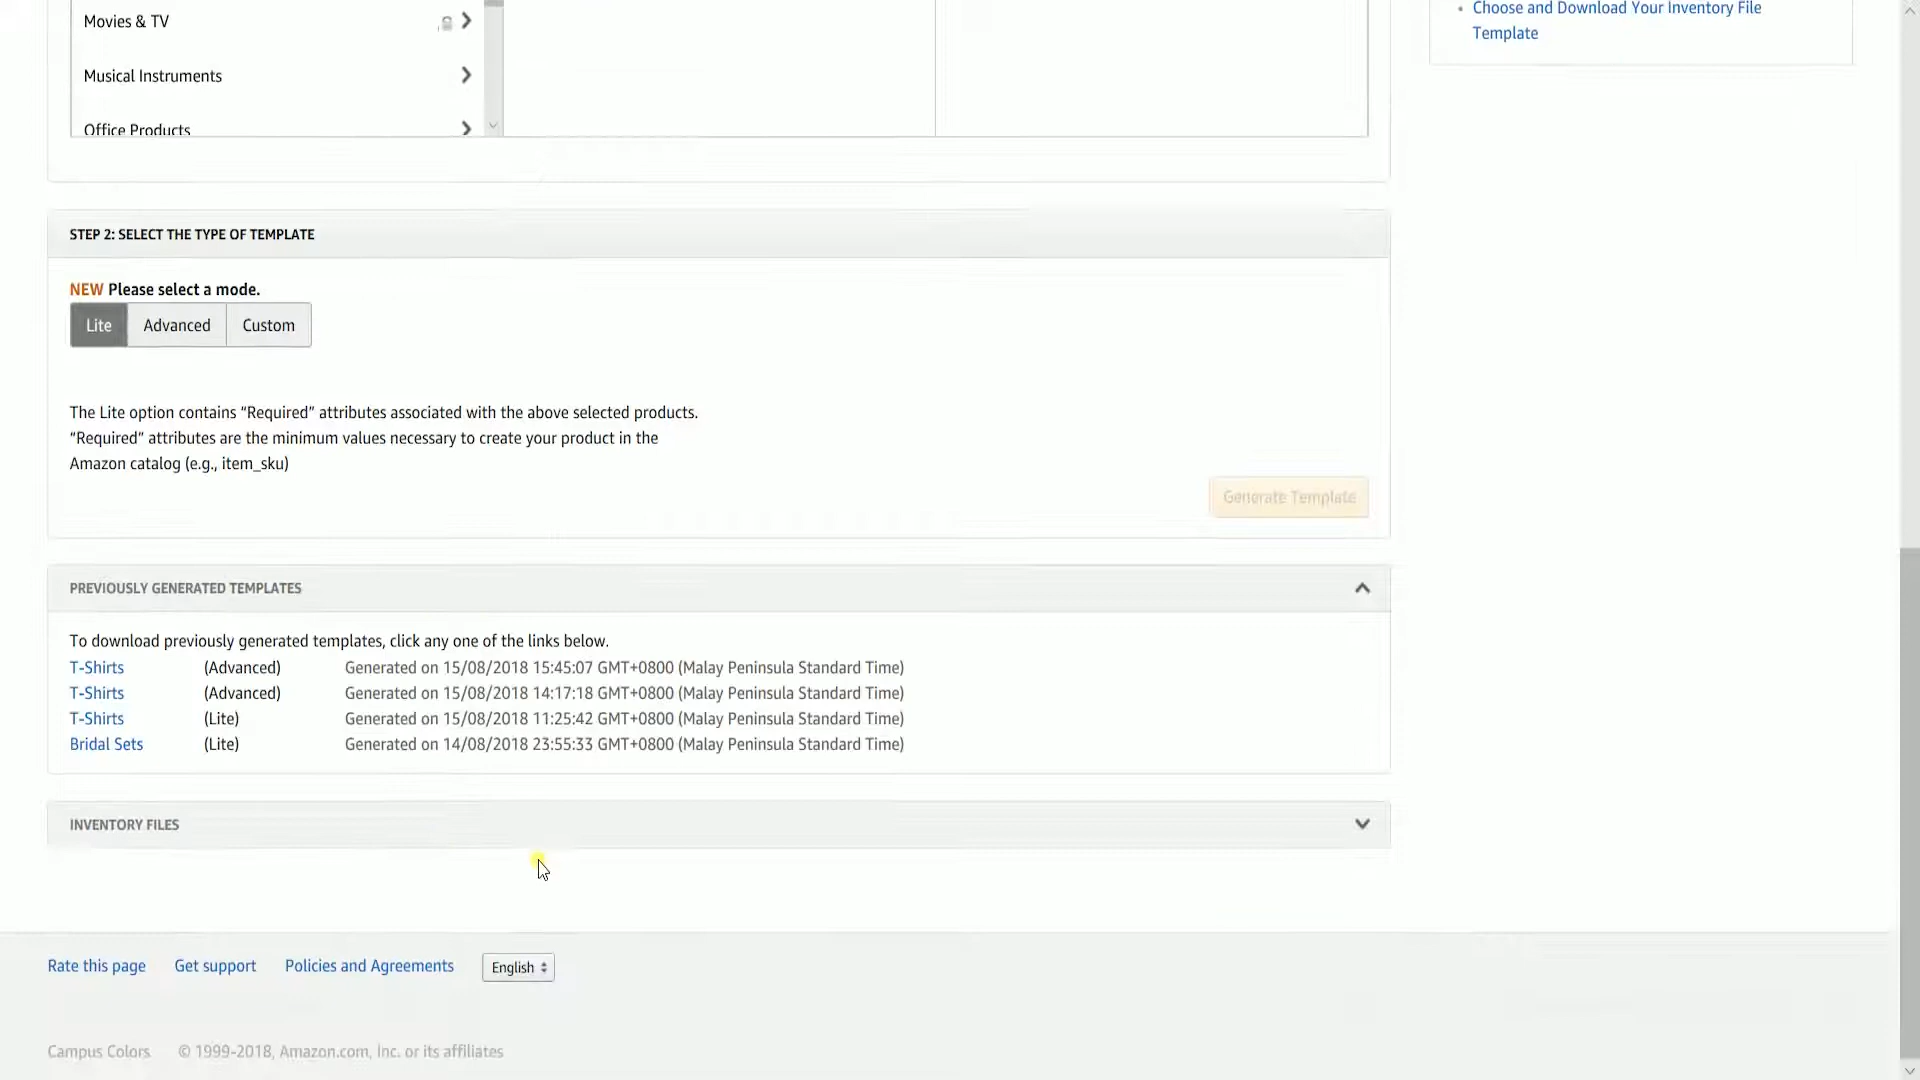 Movies & TV
Musical Instruments
Office Products
Choose and Download Your Inventory File
Template
STEP 2: SELECT THE TYPE OF TEMPLATE
NEW Please select a mode.
Lite Advanced Custom
The Lite option contains “Required” attributes associated with the above selected products.
“Required” attributes are the minimum values necessary to create your product in the
Amazon catalog (e.g., item_sku)
Generate Template
PREVIOUSLY GENERATED TEMPLATES
To download previously generated templates, click any one of the links below.
T-Shirts (Advanced) Generated on 15/08/2018 15:45:07 GMT+0800 (Malay Peninsula Standard Time)
T-Shirts (Advanced) Generated on 15/08/2018 14:17:18 GMT+0800 (Malay Peninsula Standard Time)
T-Shirts (Lite) Generated on 15/08/2018 11:25:42 GMT+0800 (Malay Peninsula Standard Time)
Bridal Sets (Lite) Generated on 14/08/2018 23:55:33 GMT+0800 (Malay Peninsula Standard Time)
INVENTORY FILES
Rate this page Get support Policies and Agreements English
Campus Colors © 1999-2018, Amazon.com, Inc. or its affiliates